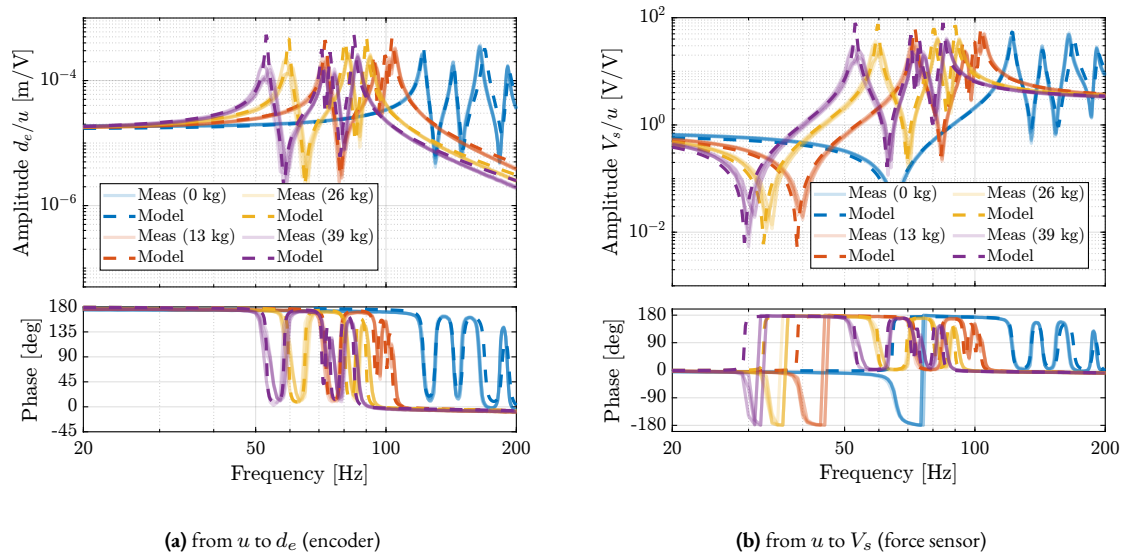 Amplitude d_e/u [m/V]
10^{-4}
10^{-6}
Meas (0 kg)
Model
Meas (13 kg)
Model
Meas (26 kg)
Model
Meas (39 kg)
Model
Phase [deg]
180
135
90
45
0
-45
20
50
100
200
Frequency [Hz]
(a) from u to d_e (encoder)
Amplitude V_s/u [V/V]
10^2
10^0
10^{-2}
Meas (0 kg)
Model
Meas (13 kg)
Model
Meas (26 kg)
Model
Meas (39 kg)
Model
Phase [deg]
180
90
0
-90
-180
20
50
100
200
Frequency [Hz]
(b) from u to V_s (force sensor)